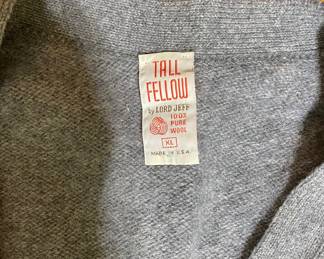 TALL
FELLOW
by LORD JEFF
100%
PURE
WOOL
XL
MADE IN U.S.A.